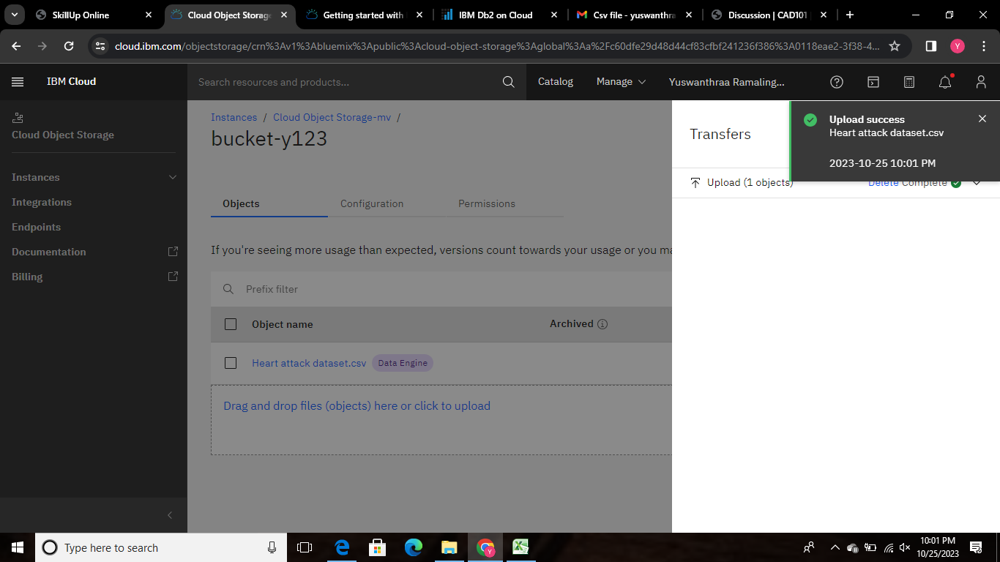 SkillUp Online
Cloud Object Storage
Getting started with
IBM Db2 on Cloud
Csv file - yuswanthra
Discussion | CAD101
cloud.ibm.com/objectstorage/crn%3Av1%3Abluemix%3Apublic%3Acloud-object-storage%3Aglobal%3Aa%2Fc60dfe29d48d44cf83cfbf241236f386%3A0118eae2-3f38-4...
Y
IBM Cloud
Search resources and products...
Catalog
Manage
Yuswanthraa Ramaling...
Cloud Object Storage
Instances
Integrations
Endpoints
Documentation
Billing
Instances / Cloud Object Storage-mv /
bucket-y123
Objects
Configuration
Permissions
If you're seeing more usage than expected, versions count towards your usage or you ma
Prefix filter
Object name
Archived
Heart attack dataset.csv
Data Engine
Drag and drop files (objects) here or click to upload
Transfers
Upload success
Heart attack dataset.csv
2023-10-25 10:01 PM
Upload (1 objects)
Delete Complete
Type here to search
Y
10:01 PM
10/25/2023